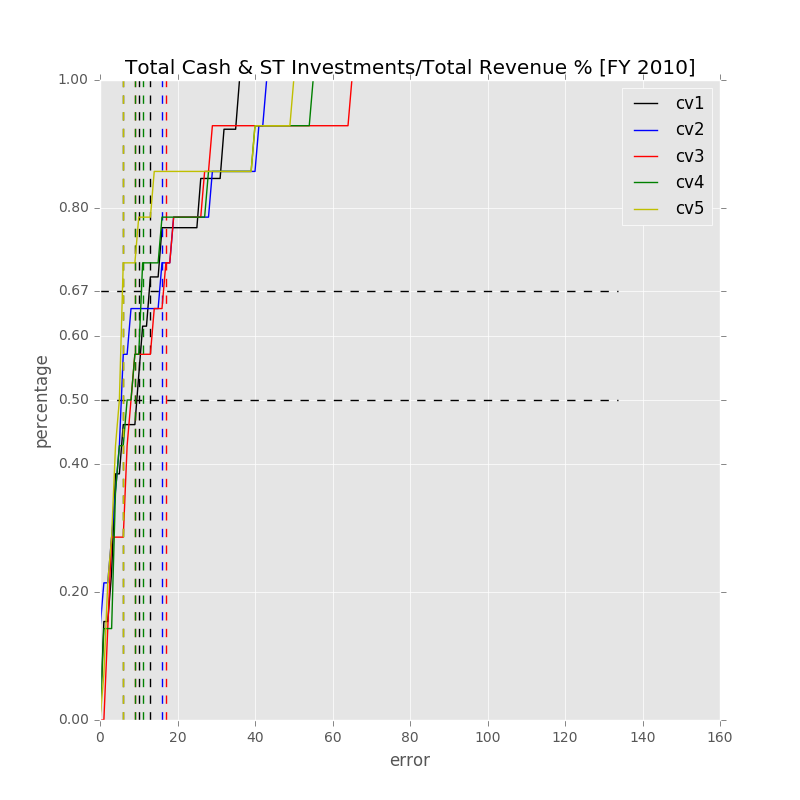 Total Cash & ST Investments/Total Revenue % [FY 2010]
1.00
0.80
0.67
0.60
0.50
0.40
0.20
0.00
percentage
cv1
cv2
cv3
cv4
cv5
0 20 40 60 80 100 120 140 160
error